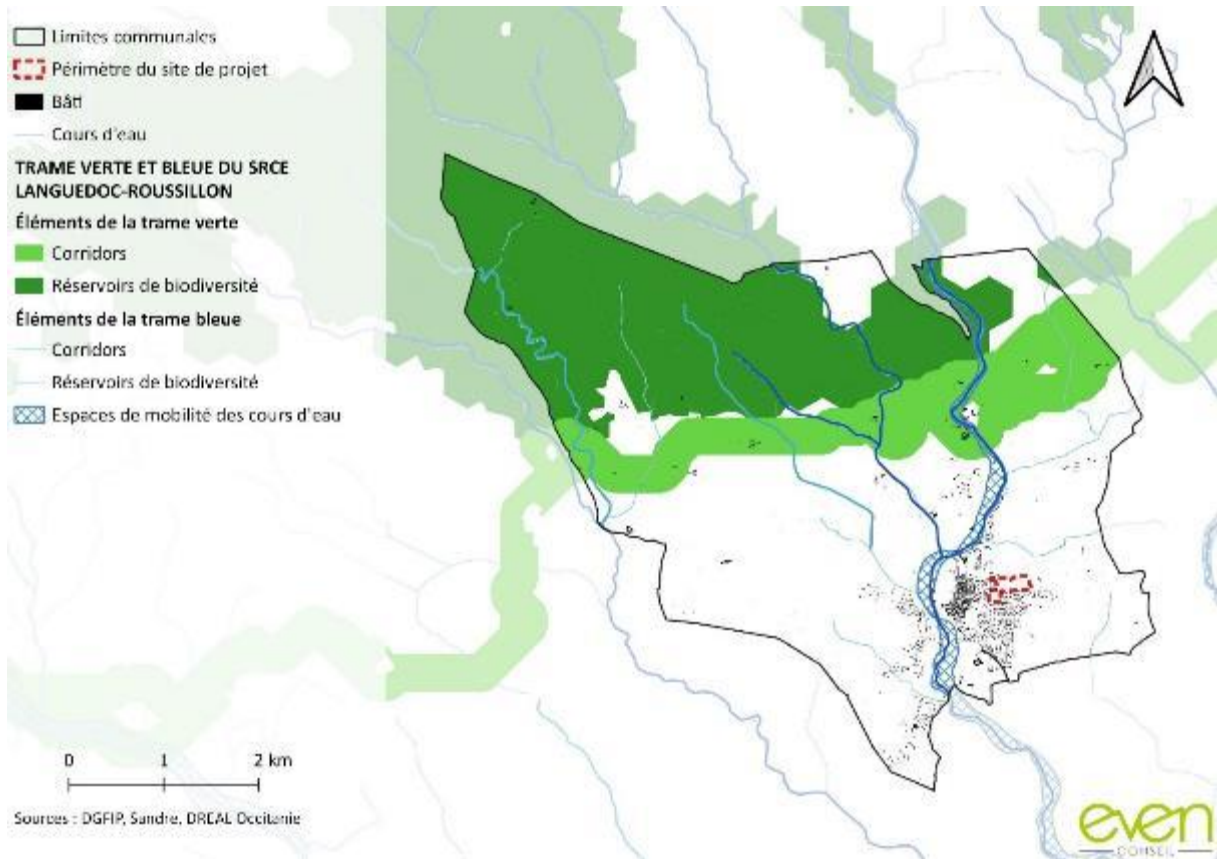 Limites communales
Périmètre du site de projet
Bâti
Cours d'eau
TRAME VERTE ET BLEUE DU SRCE
LANGUEDOC-ROUSSILLON
Éléments de la trame verte
Corridors
Réservoirs de biodiversité
Éléments de la trame bleue
Corridors
Réservoirs de biodiversité
Espaces de mobilité des cours d'eau
0 1 2 km
Sources : DGFIP, Sandre, DREAL Occitanie
even
CONSEIL